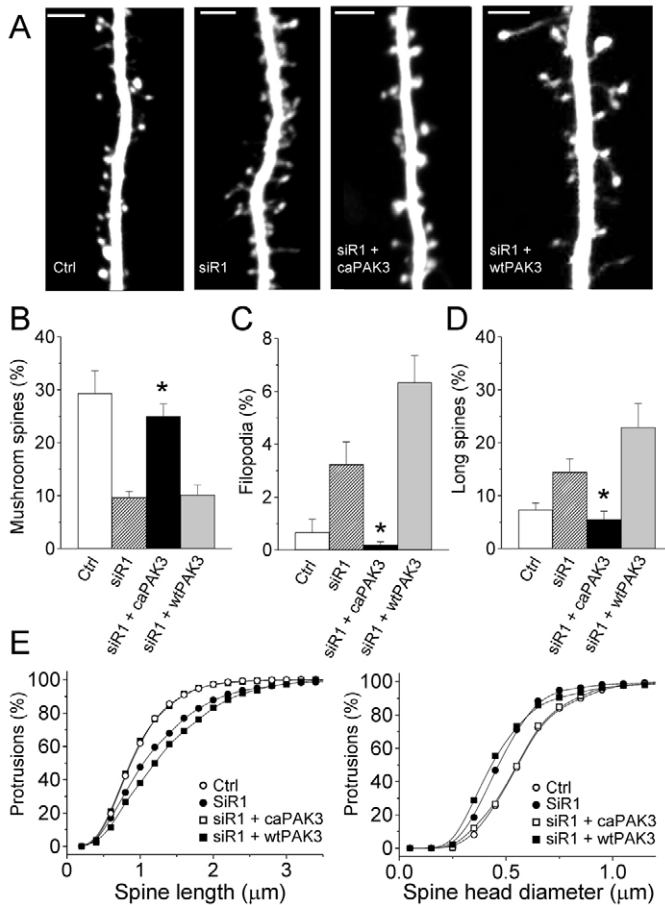 A
Ctrl
siR1
siR1 +
caPAK3
siR1 +
wtPAK3
B
40
30
20
10
0
Mushroom spines (%)
*
Ctrl
siR1
siR1 + caPAK3
siR1 + wtPAK3
C
8
6
4
2
0
Filopodia (%)
*
Ctrl
siR1
siR1 + caPAK3
siR1 + wtPAK3
D
40
30
20
10
0
Long spines (%)
*
Ctrl
siR1
siR1 + caPAK3
siR1 + wtPAK3
E
100
80
60
40
20
0
Protrusions (%)
Ctrl
SiR1
siR1 + caPAK3
siR1 + wtPAK3
0 1 2 3
Spine length (μm)
100
80
60
40
20
0
Protrusions (%)
Ctrl
SiR1
siR1 + caPAK3
siR1 + wtPAK3
0.0 0.5 1.0
Spine head diameter (μm)